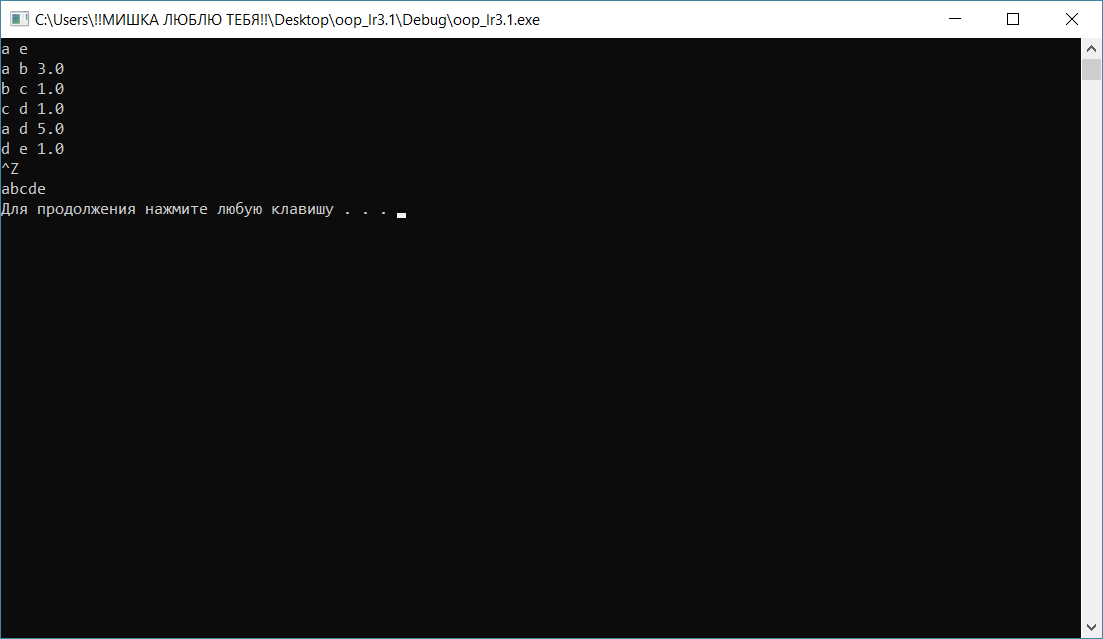 C:\Users\!!МИШКА ЛЮБЛЮ ТЕБЯ!!\Desktop\oop_lr3.1\Debug\oop_lr3.1.exe
a e
a b 3.0
b c 1.0
c d 1.0
a d 5.0
d e 1.0
^Z
abcde
Для продолжения нажмите любую клавишу . . .